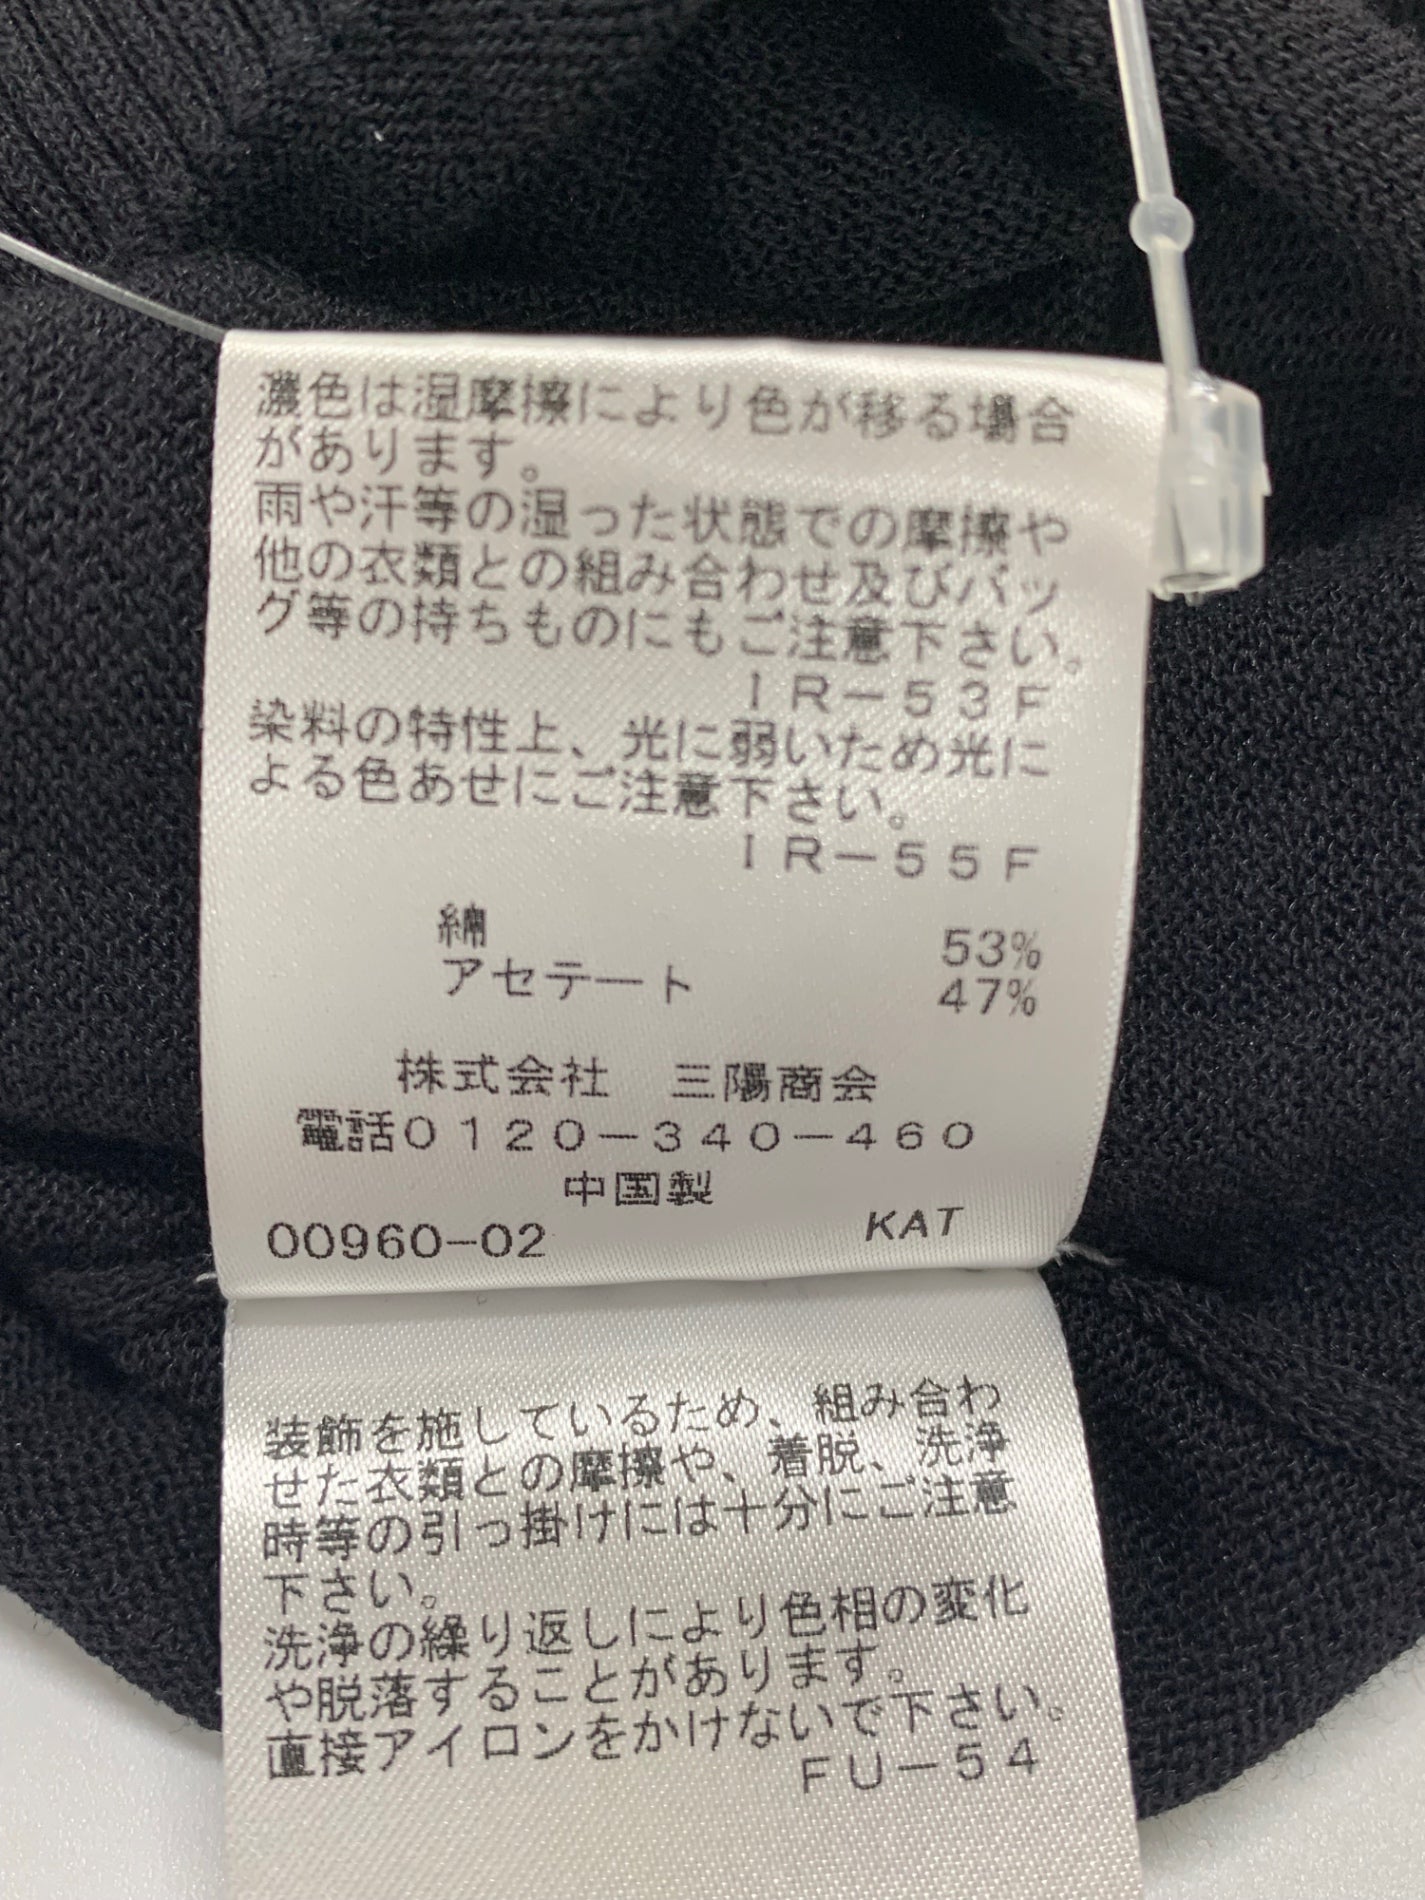 濃色は湿摩擦により色が移る場合
があります。
雨や汗等の湿った状態での摩擦や
他の衣類との組み合わせ及びバッ
グ等の持ちものにもご注意下さい。
IR-53F
染料の特性上、光に弱いため光に
よる色あせにご注意下さい。
IR-55F
綿 53%
アセテート 47%
株式会社 三陽商会
電話0120-340-460
中国製
00960-02 KAT
装飾を施しているため、組み合わ
せた衣類との摩擦や、着脱、洗浄
時等の引っ掛けには十分にご注意
下さい。
洗浄の繰り返しにより色相の変化
や脱落することがあります。
直接アイロンをかけないで下さい。
FU-54